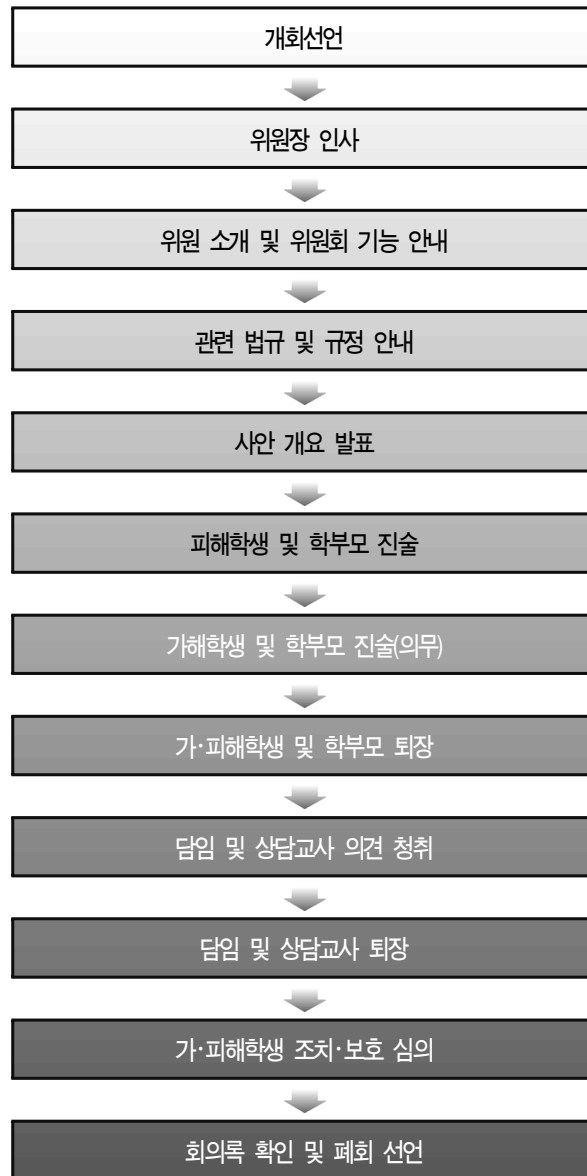 개회선언
위원장 인사
위원 소개 및 위원회 기능 안내
관련 법규 및 규정 안내
사안 개요 발표
피해학생 및 학부모 진술
가해학생 및 학부모 진술(의무)
가·피해학생 및 학부모 퇴장
담임 및 상담교사 의견 청취
담임 및 상담교사 퇴장
가·피해학생 조치·보호 심의
회의록 확인 및 폐회 선언